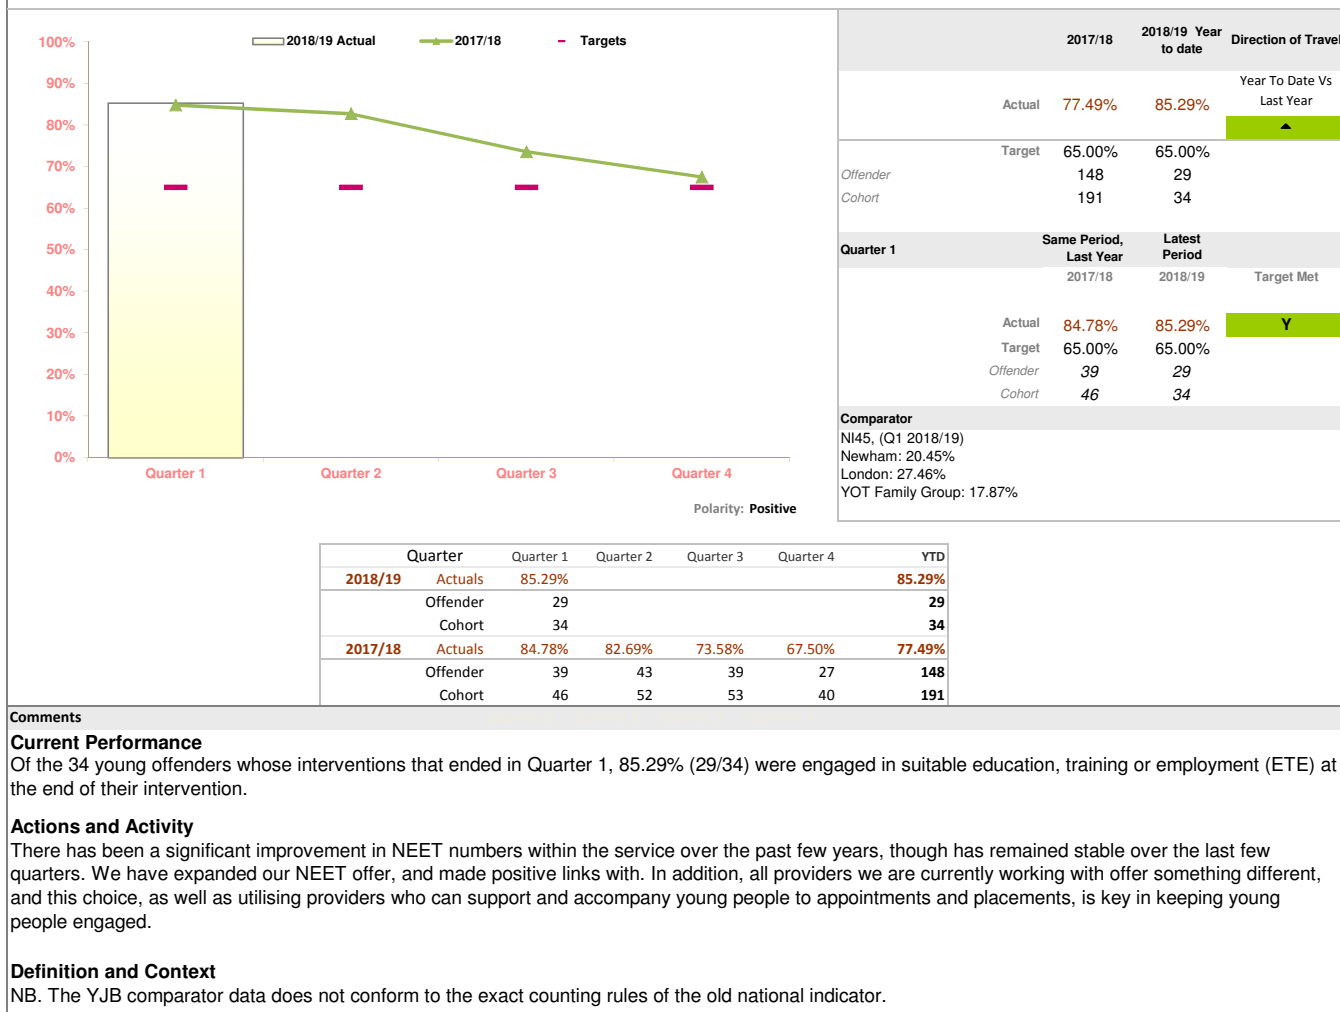 100%
90%
80%
70%
60%
50%
40%
30%
20%
10%
0%
2018/19 Actual 2017/18 Targets
Quarter 1 Quarter 2 Quarter 3 Quarter 4
Polarity: Positive
2017/18 2018/19 Year to date Direction of Travel
Year To Date Vs
Last Year
Actual 77.49% 85.29%
Target 65.00% 65.00%
Offender 148 29
Cohort 191 34
Quarter 1 Same Period, Last Year Latest Period
2017/18 2018/19 Target Met
Actual 84.78% 85.29% Y
Target 65.00% 65.00%
Offender 39 29
Cohort 46 34
Comparator
NI45, (Q1 2018/19)
Newham: 20.45%
London: 27.46%
YOT Family Group: 17.87%
Quarter Quarter 1 Quarter 2 Quarter 3 Quarter 4 YTD
2018/19 Actuals 85.29% 85.29%
Offender 29 29
Cohort 34 34
2017/18 Actuals 84.78% 82.69% 73.58% 67.50% 77.49%
Offender 39 43 39 27 148
Cohort 46 52 53 40 191
Comments
Current Performance
Of the 34 young offenders whose interventions that ended in Quarter 1, 85.29% (29/34) were engaged in suitable education, training or employment (ETE) at
the end of their intervention.
Actions and Activity
There has been a significant improvement in NEET numbers within the service over the past few years, though has remained stable over the last few
quarters. We have expanded our NEET offer, and made positive links with. In addition, all providers we are currently working with offer something different,
and this choice, as well as utilising providers who can support and accompany young people to appointments and placements, is key in keeping young
people engaged.
Definition and Context
NB. The YJB comparator data does not conform to the exact counting rules of the old national indicator.